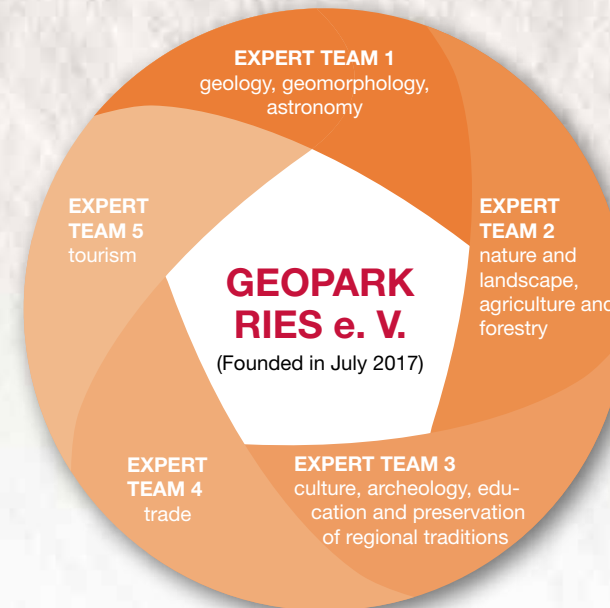 EXPERT TEAM 1
geology, geomorphology,
astronomy
EXPERT
TEAM 2
nature and
landscape,
agriculture and
forestry
EXPERT TEAM 3
culture, archeology, edu-
cation and preservation
of regional traditions
EXPERT
TEAM 4
trade
EXPERT
TEAM 5
tourism
GEOPARK
RIES e. V.
(Founded in July 2017)